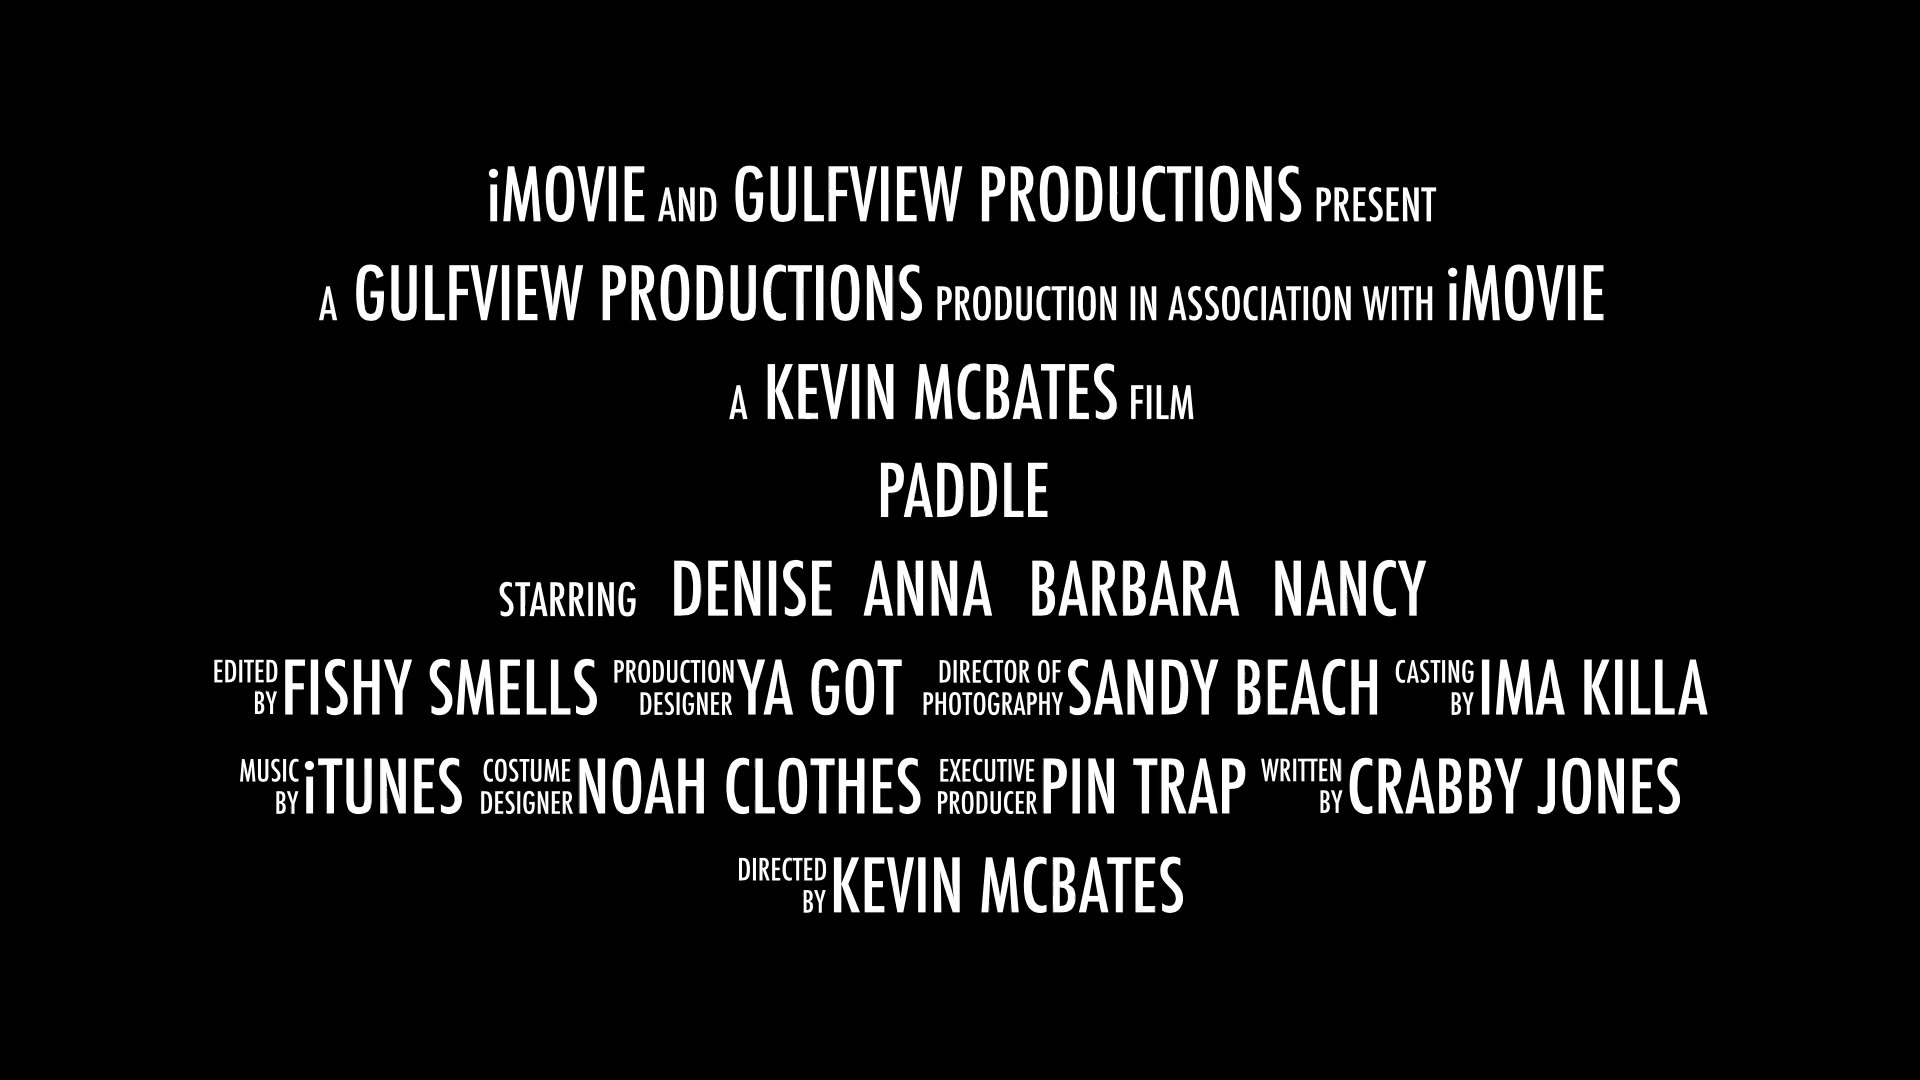 iMOVIE AND GULFVIEW PRODUCTIONS PRESENT
A GULFVIEW PRODUCTIONS PRODUCTION IN ASSOCIATION WITH iMOVIE
A KEVIN MCBATES FILM
PADDLE
STARRING DENISE ANNA BARBARA NANCY
EDITED BY FISHY SMELLS PRODUCTION DESIGNER YA GOT DIRECTOR OF PHOTOGRAPHY SANDY BEACH CASTING BY IMA KILLA
MUSIC BY iTUNES COSTUME DESIGNER NOAH CLOTHES EXECUTIVE PRODUCER PIN TRAP WRITTEN BY CRABBY JONES
DIRECTED BY KEVIN MCBATES